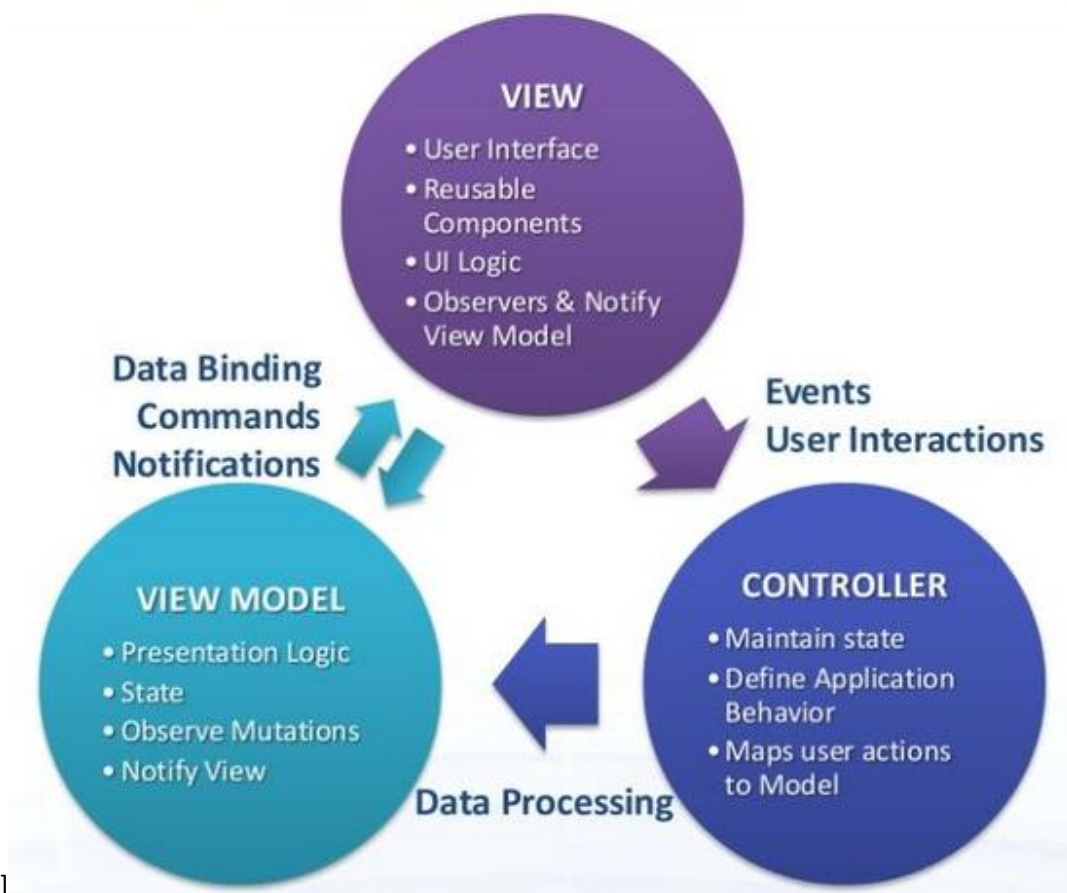 VIEW
• User Interface
• Reusable
Components
• UI Logic
• Observers & Notify
View Model
Data Binding
Commands
Notifications
Events
User Interactions
VIEW MODEL
• Presentation Logic
• State
• Observe Mutations
• Notify View
CONTROLLER
• Maintain state
• Define Application
Behavior
• Maps user actions
to Model
Data Processing
]